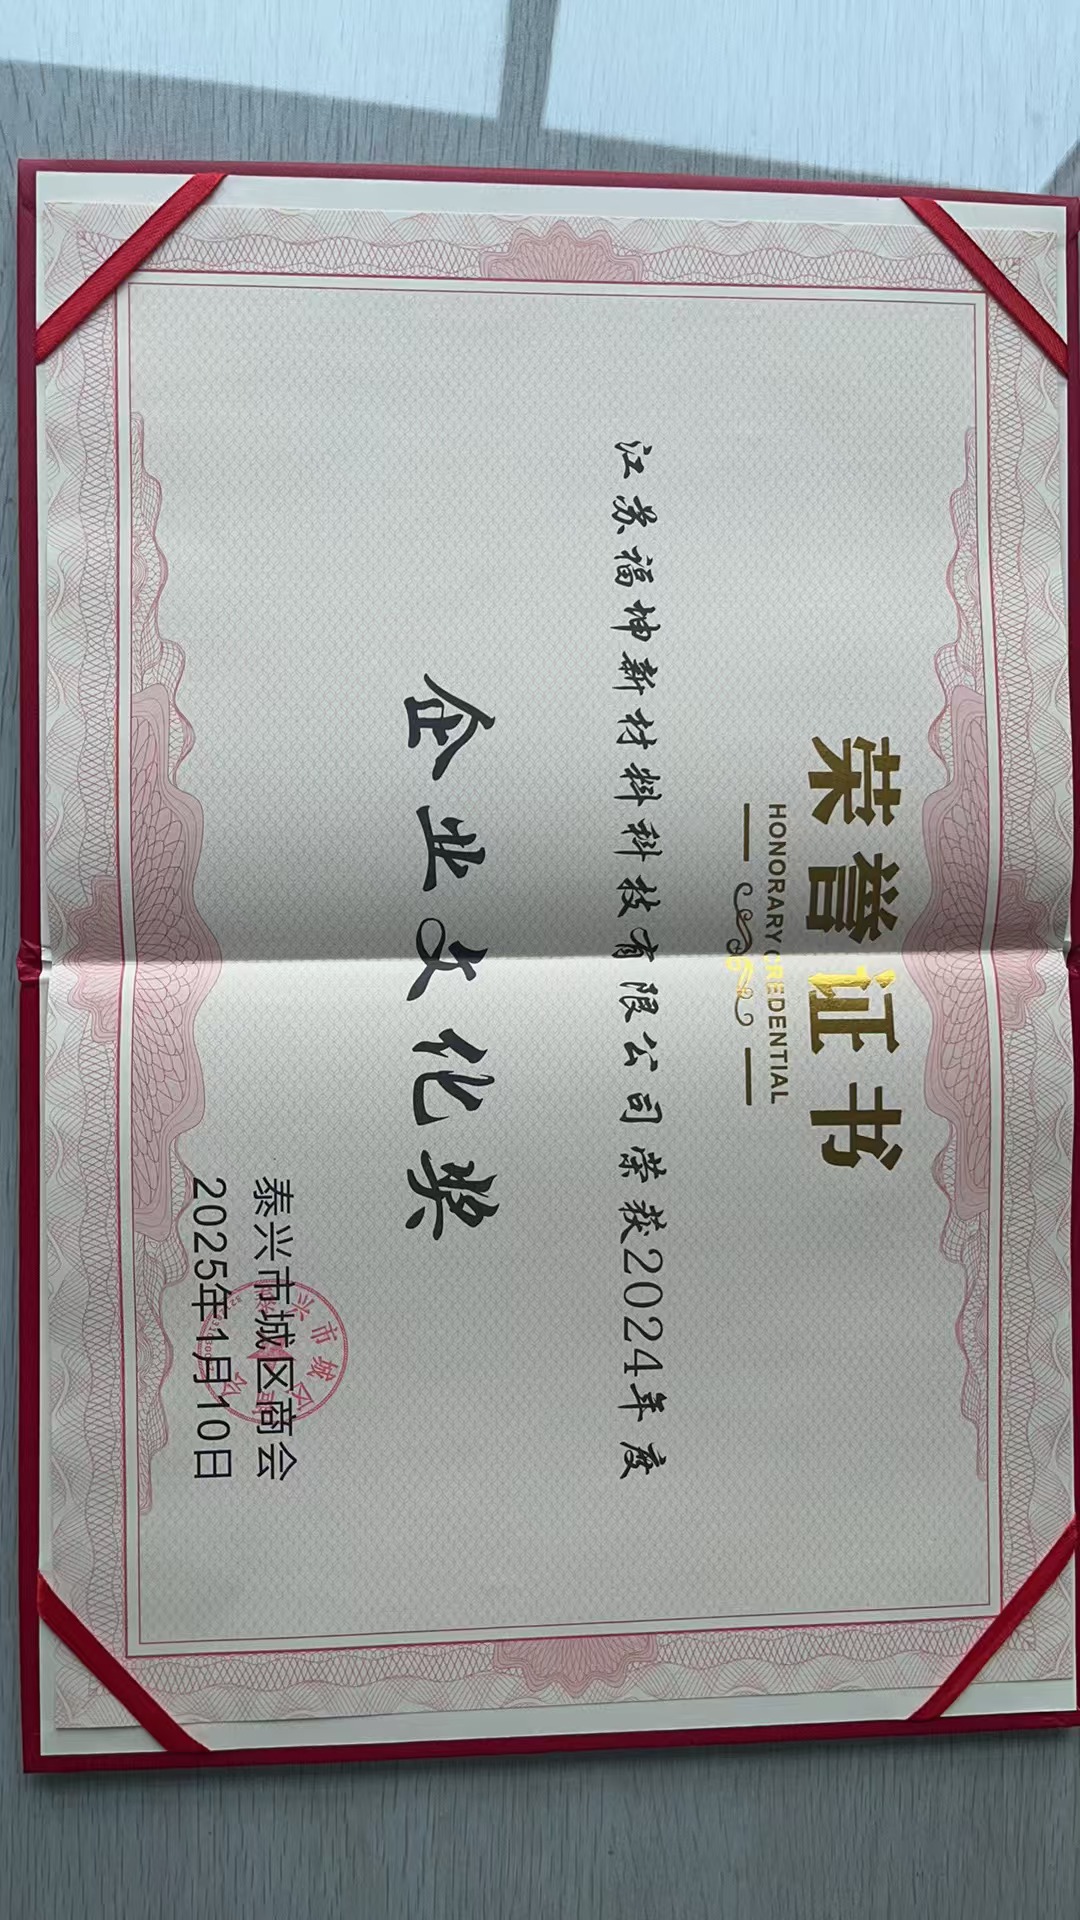 荣誉证书
HONORARY CREDENTIAL
江苏福坤新材料科技有限公司荣获2024年度
企业文化奖
泰兴市城区商会
2025年1月10日